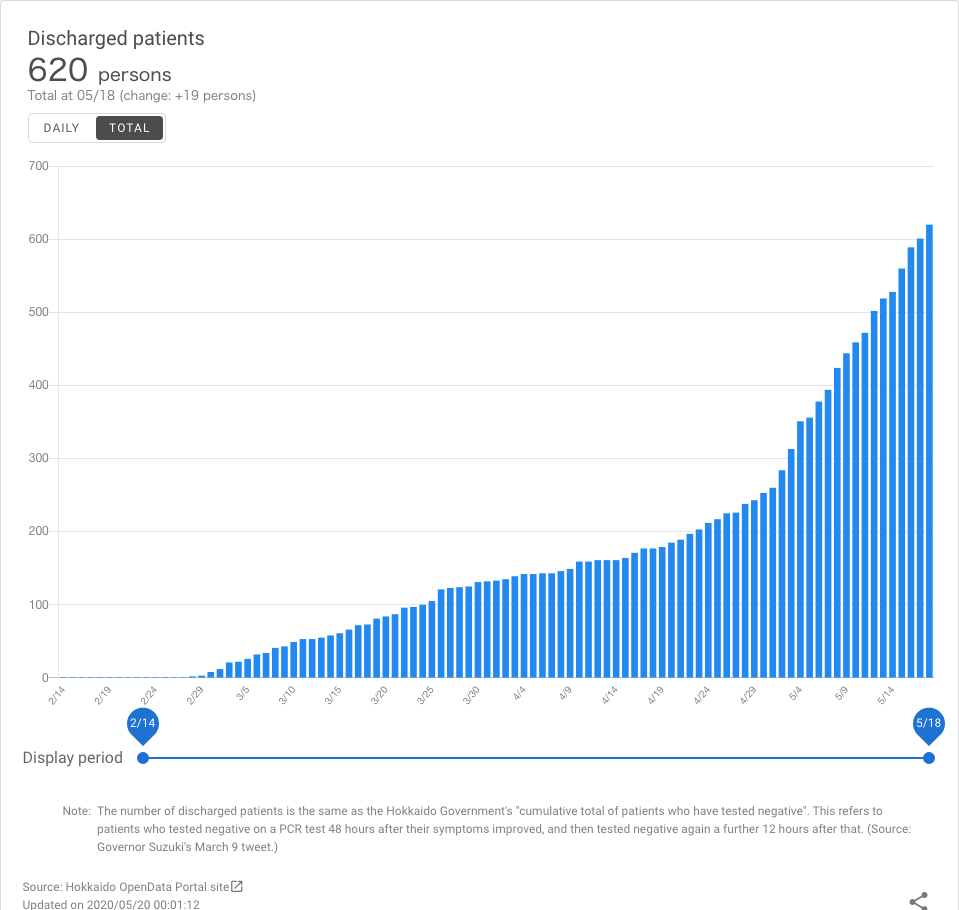 Discharged patients
620 persons
Total at 05/18 (change: +19 persons)
DAILY TOTAL
700
600
500
400
300
200
100
0
2/14 2/19 2/24 2/29 3/5 3/10 3/15 3/20 3/25 3/30 4/4 4/9 4/14 4/19 4/24 4/29 5/4 5/9 5/14
2/14 5/18
Display period
Note: The number of discharged patients is the same as the Hokkaido Government's "cumulative total of patients who have tested negative". This refers to
patients who tested negative on a PCR test 48 hours after their symptoms improved, and then tested negative again a further 12 hours after that. (Source:
Governor Suzuki's March 9 tweet.)
Source: Hokkaido OpenData Portal site
Updated on 2020/05/20 00:01:12